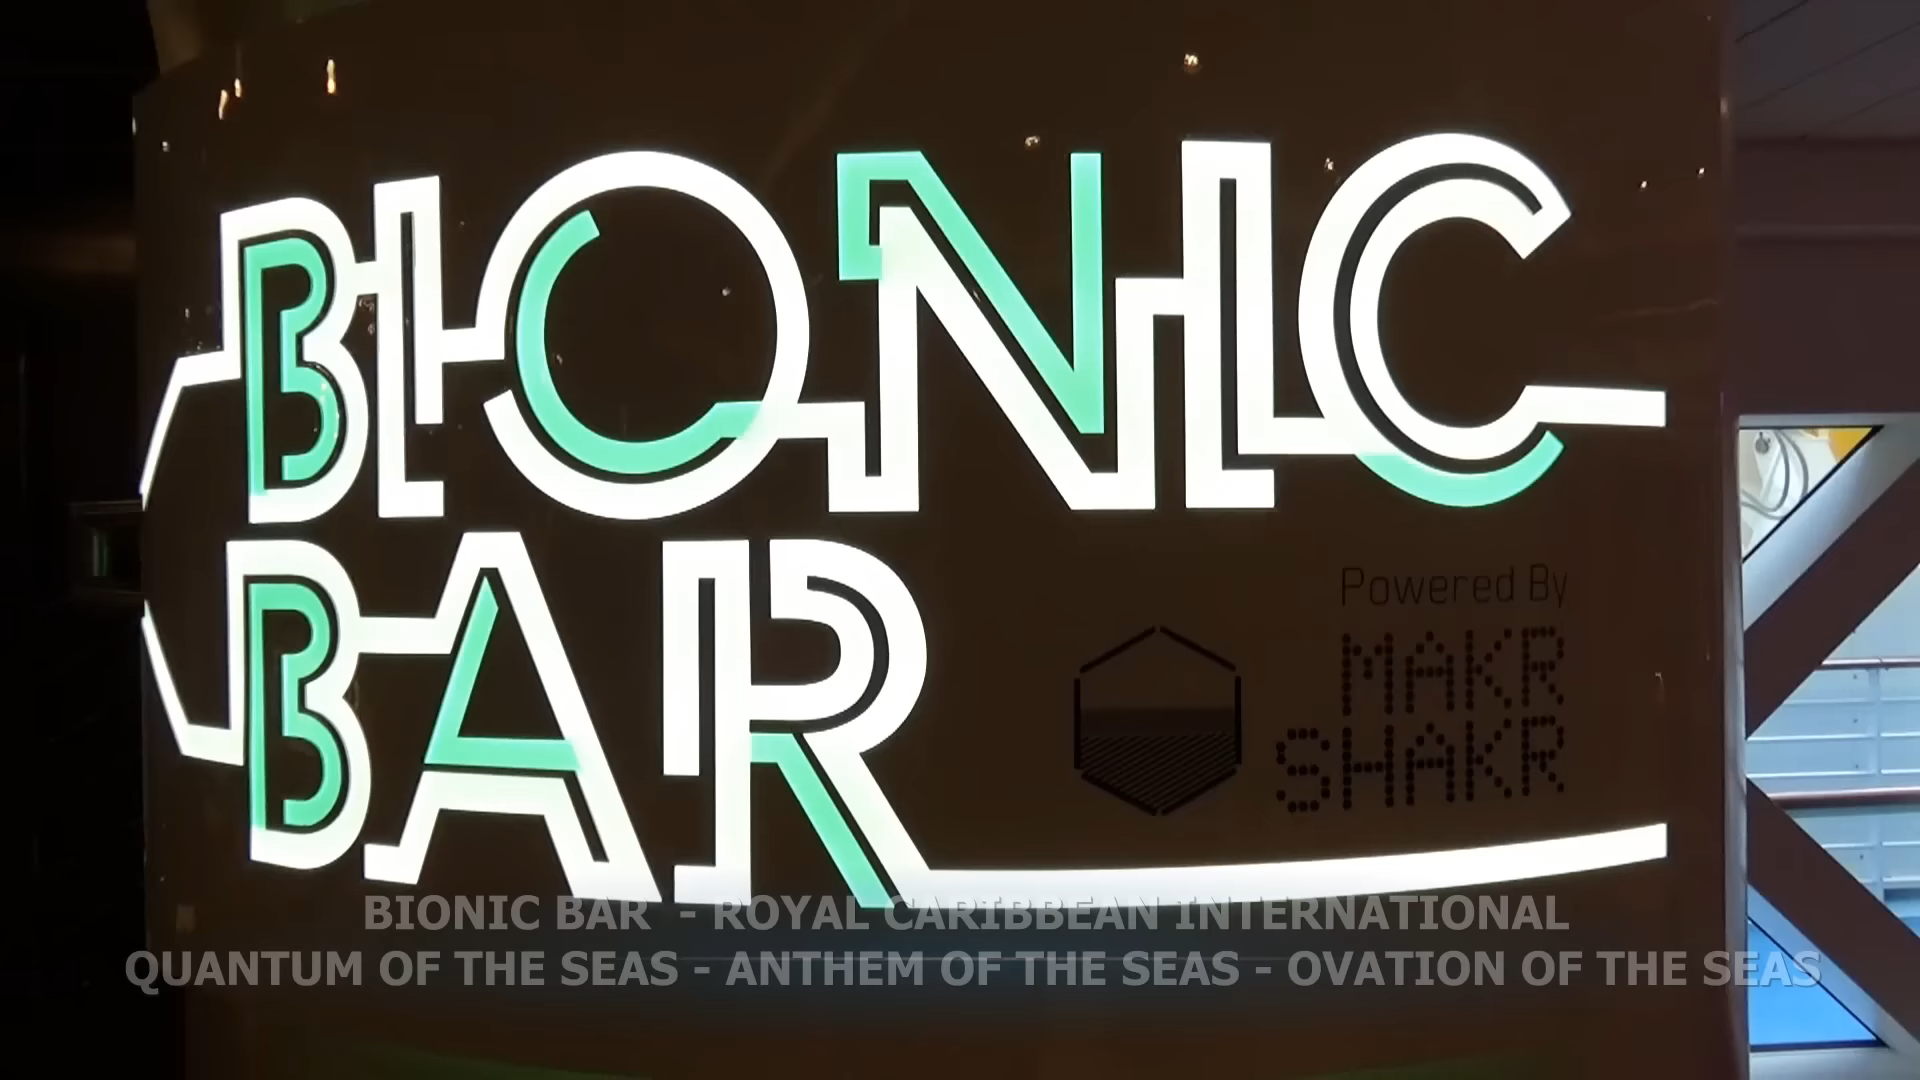 BIONIC
BAR
Powered By
MAKR
SHAKR
BIONIC BAR - ROYAL CARIBBEAN INTERNATIONAL
QUANTUM OF THE SEAS - ANTHEM OF THE SEAS - OVATION OF THE SEAS